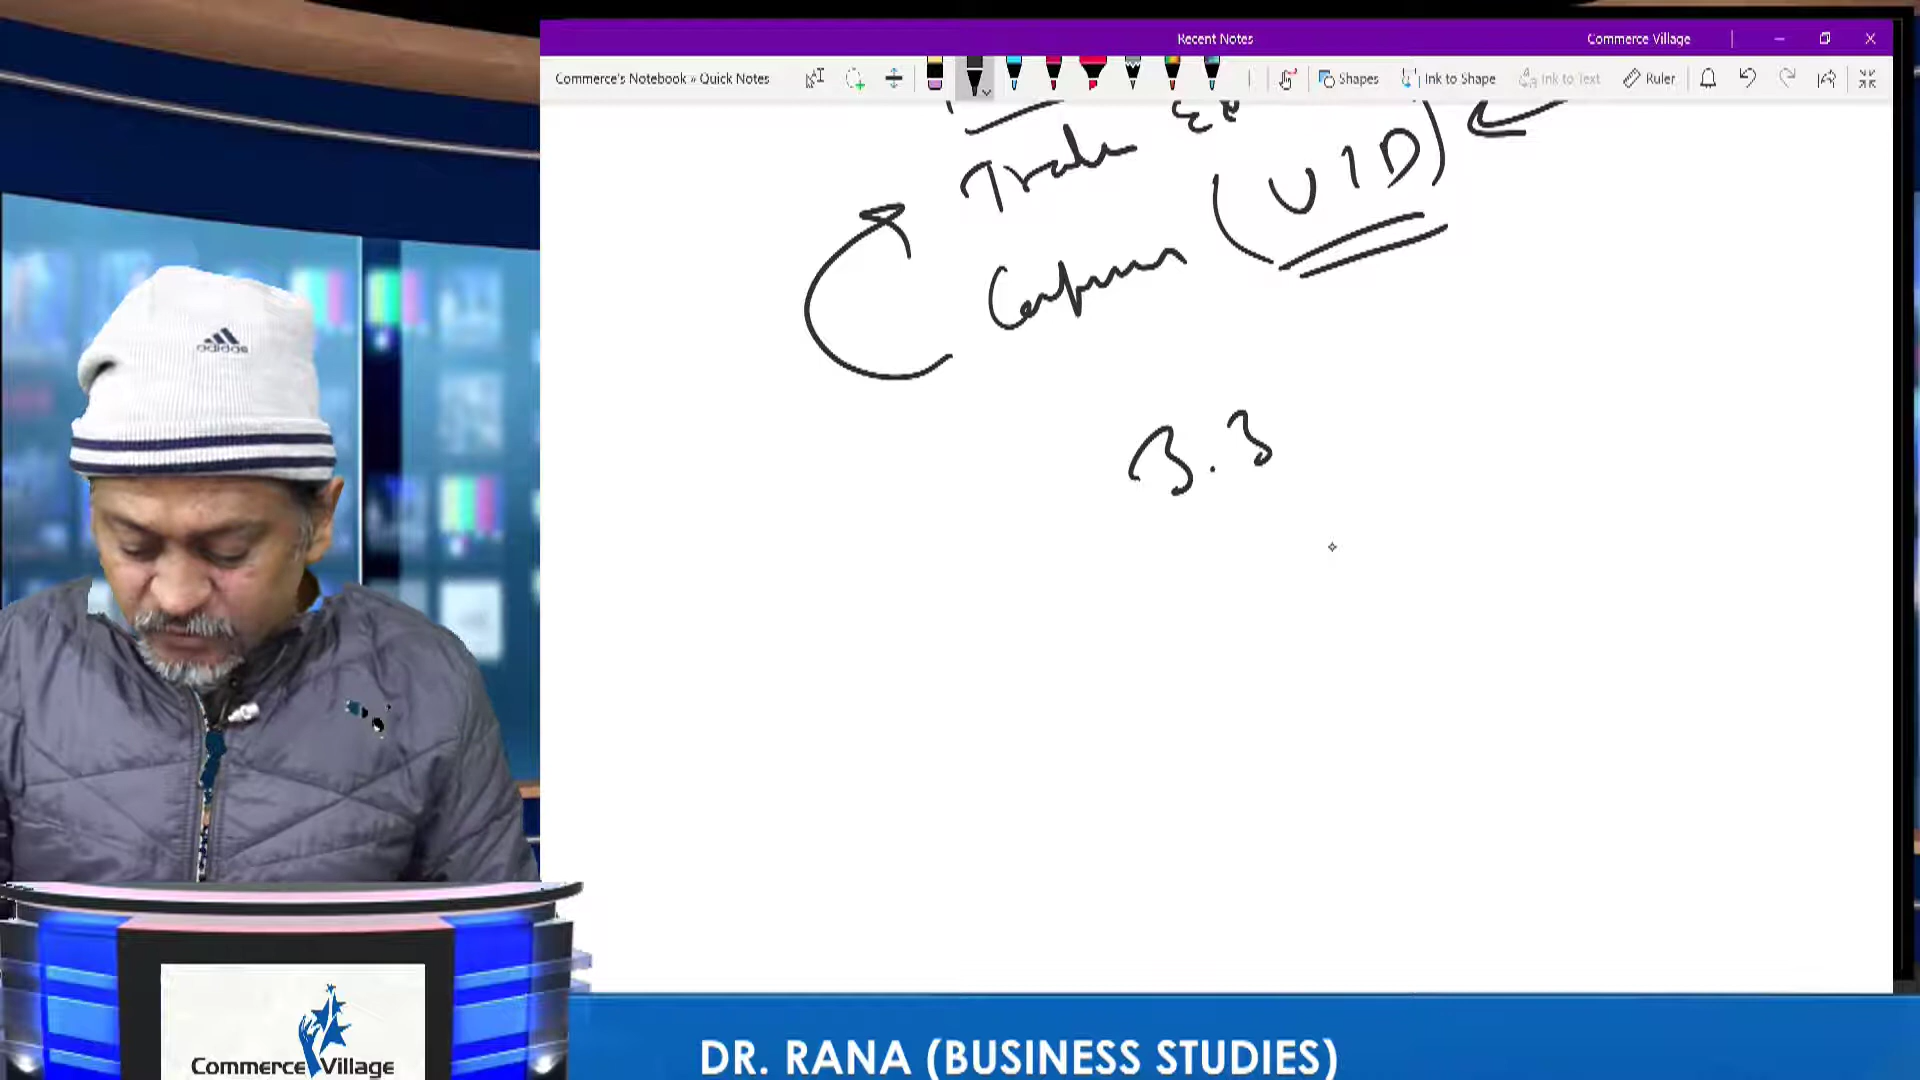 Recent Notes
Commerce Village
Commerce's Notebook » Quick Notes
Shapes
Ink to Shape
Ink to Text
Ruler
Trade
(UID)
3.3
adidas
Commerce Village
DR. RANA (BUSINESS STUDIES)